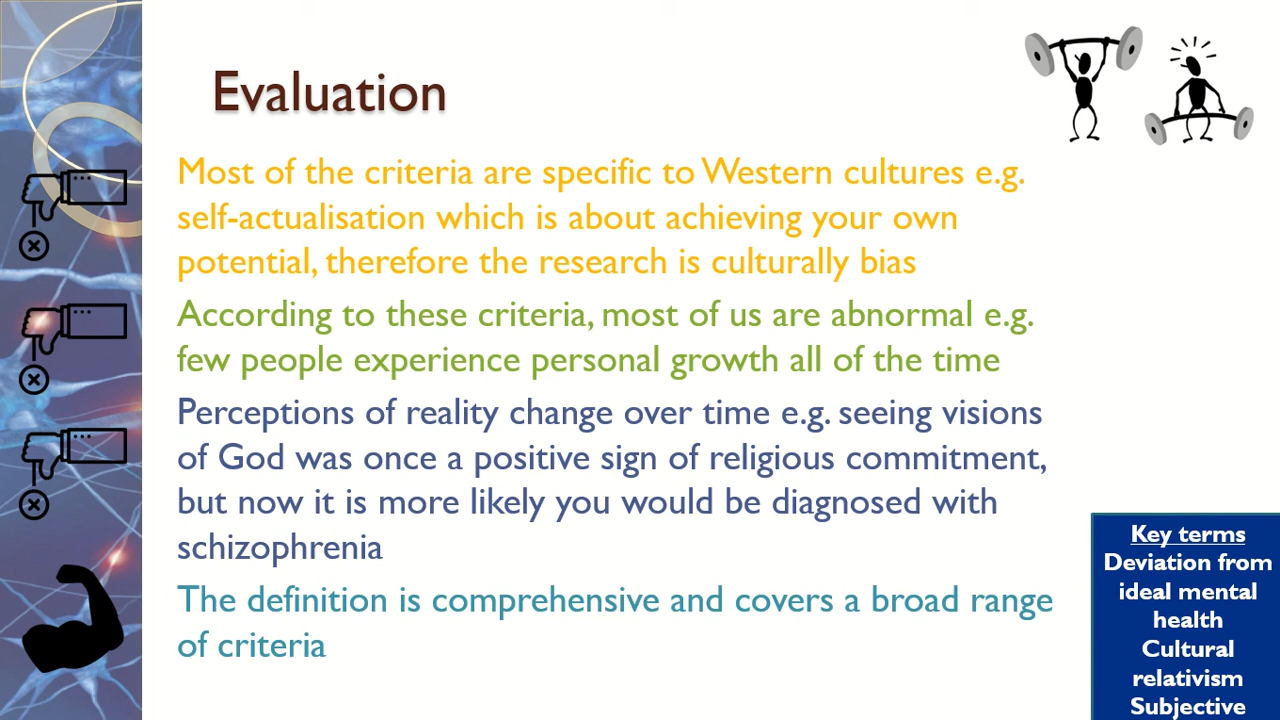 Evaluation
Most of the criteria are specific to Western cultures e.g.
self-actualisation which is about achieving your own
potential, therefore the research is culturally bias
According to these criteria, most of us are abnormal e.g.
few people experience personal growth all of the time
Perceptions of reality change over time e.g. seeing visions
of God was once a positive sign of religious commitment,
but now it is more likely you would be diagnosed with
schizophrenia
The definition is comprehensive and covers a broad range
of criteria
Key terms
Deviation from
ideal mental
health
Cultural
relativism
Subjective